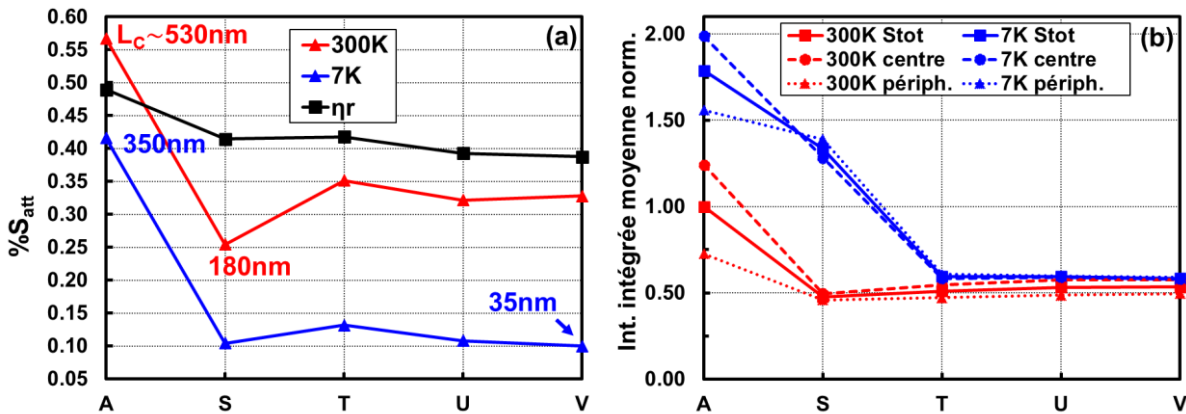 0.60
0.55
0.50
0.45
0.40
0.35
0.30
0.25
0.20
0.15
0.10
0.05
%S_att
L_C~530nm
350nm
180nm
35nm
300K
7K
ηr
(a)
A S T U V
2.00
1.50
1.00
0.50
0.00
Int. intégrée moyenne norm.
300K Stot 7K Stot
300K centre 7K centre
300K périph. 7K périph.
(b)
A S T U V